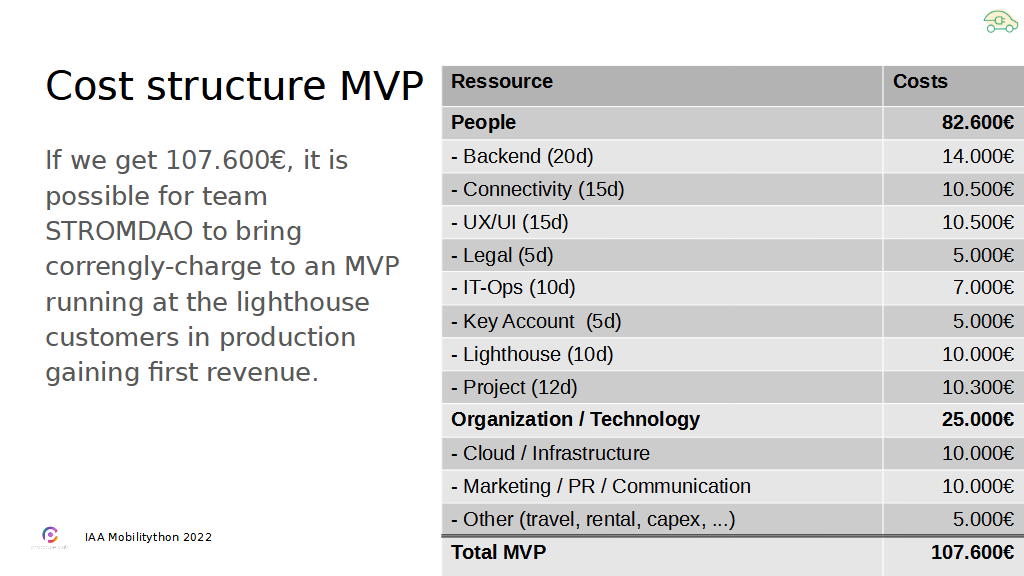 Cost structure MVP
If we get 107.600€, it is
possible for team
STROMDAO to bring
correngly-charge to an MVP
running at the lighthouse
customers in production
gaining first revenue.
Ressource Costs
People 82.600€
- Backend (20d) 14.000€
- Connectivity (15d) 10.500€
- UX/UI (15d) 10.500€
- Legal (5d) 5.000€
- IT-Ops (10d) 7.000€
- Key Account  (5d) 5.000€
- Lighthouse (10d) 10.000€
- Project (12d) 10.300€
Organization / Technology 25.000€
- Cloud / Infrastructure 10.000€
- Marketing / PR / Communication 10.000€
- Other (travel, rental, capex, ...) 5.000€
Total MVP 107.600€
IAA Mobilitython 2022